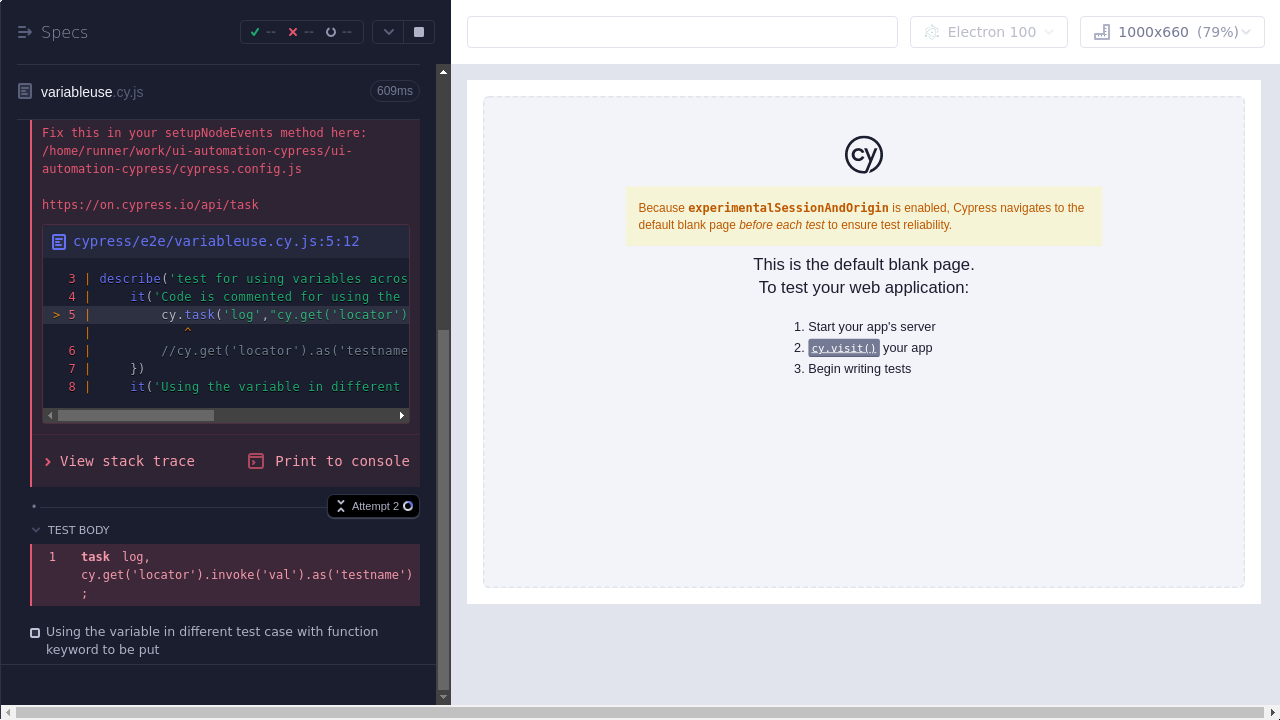 Specs
--
--
--
Electron 100
1000x660 (79%)
variableuse.cy.js
609ms
Fix this in your setupNodeEvents method here:
/home/runner/work/ui-automation-cypress/ui-
automation-cypress/cypress.config.js
https://on.cypress.io/api/task
cypress/e2e/variableuse.cy.js:5:12
3 | describe('test for using variables acros
4 | it('Code is commented for using the
> 5 | cy.task('log',"cy.get('locator')
| ^
6 | //cy.get('locator').as('testname
7 | })
8 | it('Using the variable in different
View stack trace
Print to console
Attempt 2
TEST BODY
1 task log,
cy.get('locator').invoke('val').as('testname')
;
Using the variable in different test case with function
keyword to be put
cy
Because experimentalSessionAndOrigin is enabled, Cypress navigates to the
default blank page before each test to ensure test reliability.
This is the default blank page.
To test your web application:
1. Start your app's server
2. cy.visit() your app
3. Begin writing tests